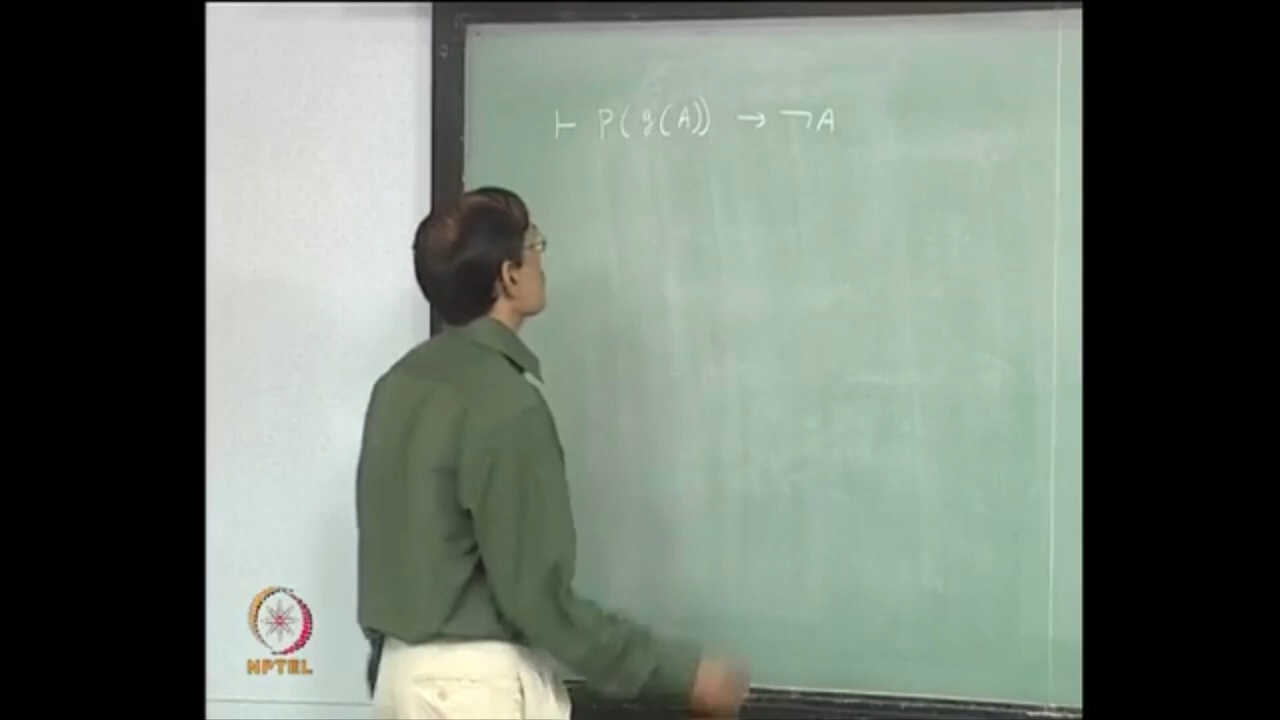 ⊢ P(g(A)) → ¬A
NPTEL